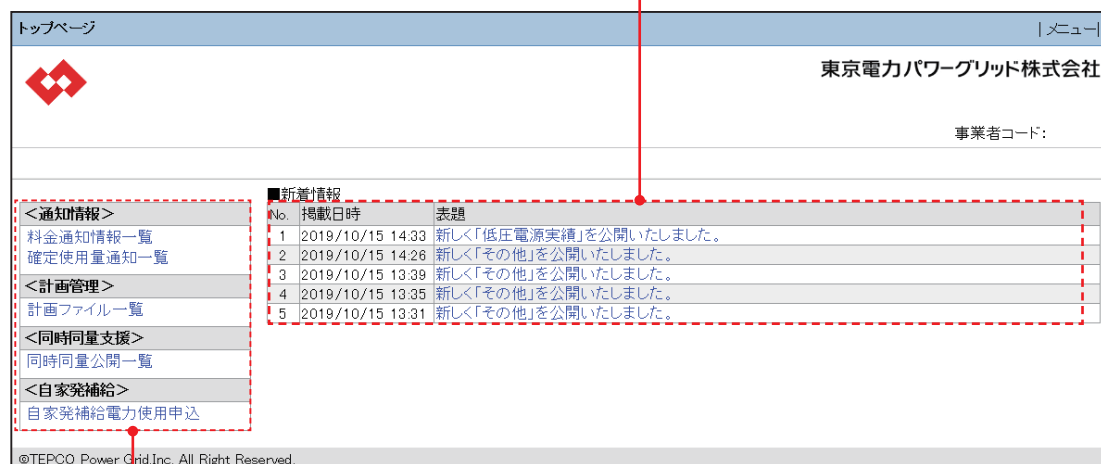 トップページ
|メニュー|
東京電力パワーグリッド株式会社
事業者コード:
<通知情報>
料金通知情報一覧
確定使用量通知一覧
<計画管理>
計画ファイル一覧
<同時同量支援>
同時同量公開一覧
<自家発補給>
自家発補給電力使用申込
■新着情報
No. 掲載日時 表題
1 2019/10/15 14:33 新しく「低圧電源実績」を公開いたしました。
2 2019/10/15 14:26 新しく「その他」を公開いたしました。
3 2019/10/15 13:39 新しく「その他」を公開いたしました。
4 2019/10/15 13:35 新しく「その他」を公開いたしました。
5 2019/10/15 13:31 新しく「その他」を公開いたしました。
©TEPCO Power Grid,Inc. All Right Reserved.